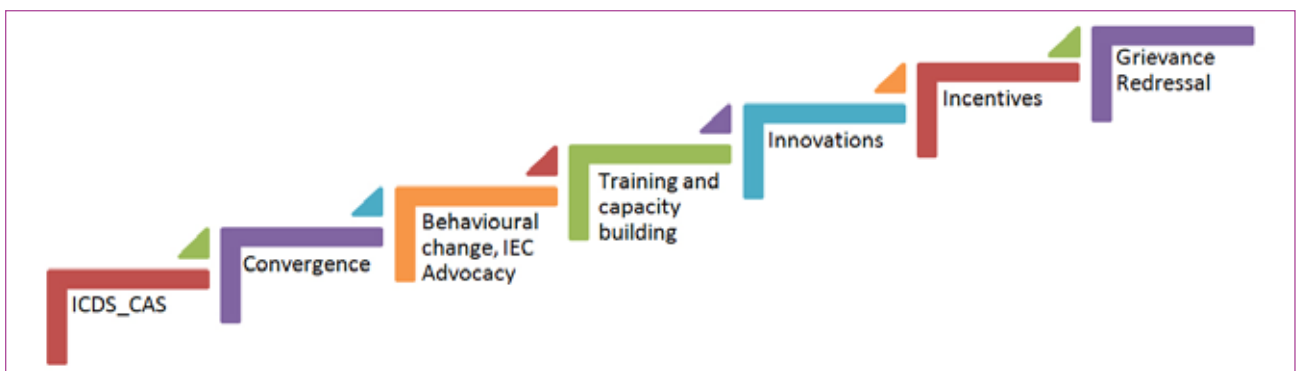 ICDS_CAS
Convergence
Behavioural
change, IEC
Advocacy
Training and
capacity
building
Innovations
Incentives
Grievance
Redressal